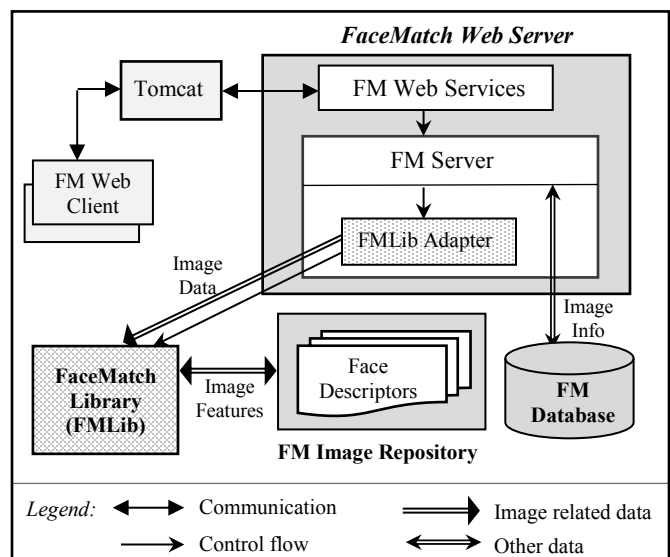 FaceMatch Web Server
Tomcat
FM Web Services
FM Server
FM Web
Client
FMLib Adapter
Image
Data
Image
Info
FaceMatch
Library
(FMLib)
Image
Features
Face
Descriptors
FM
Database
FM Image Repository
Legend:
Communication
Image related data
Control flow
Other data